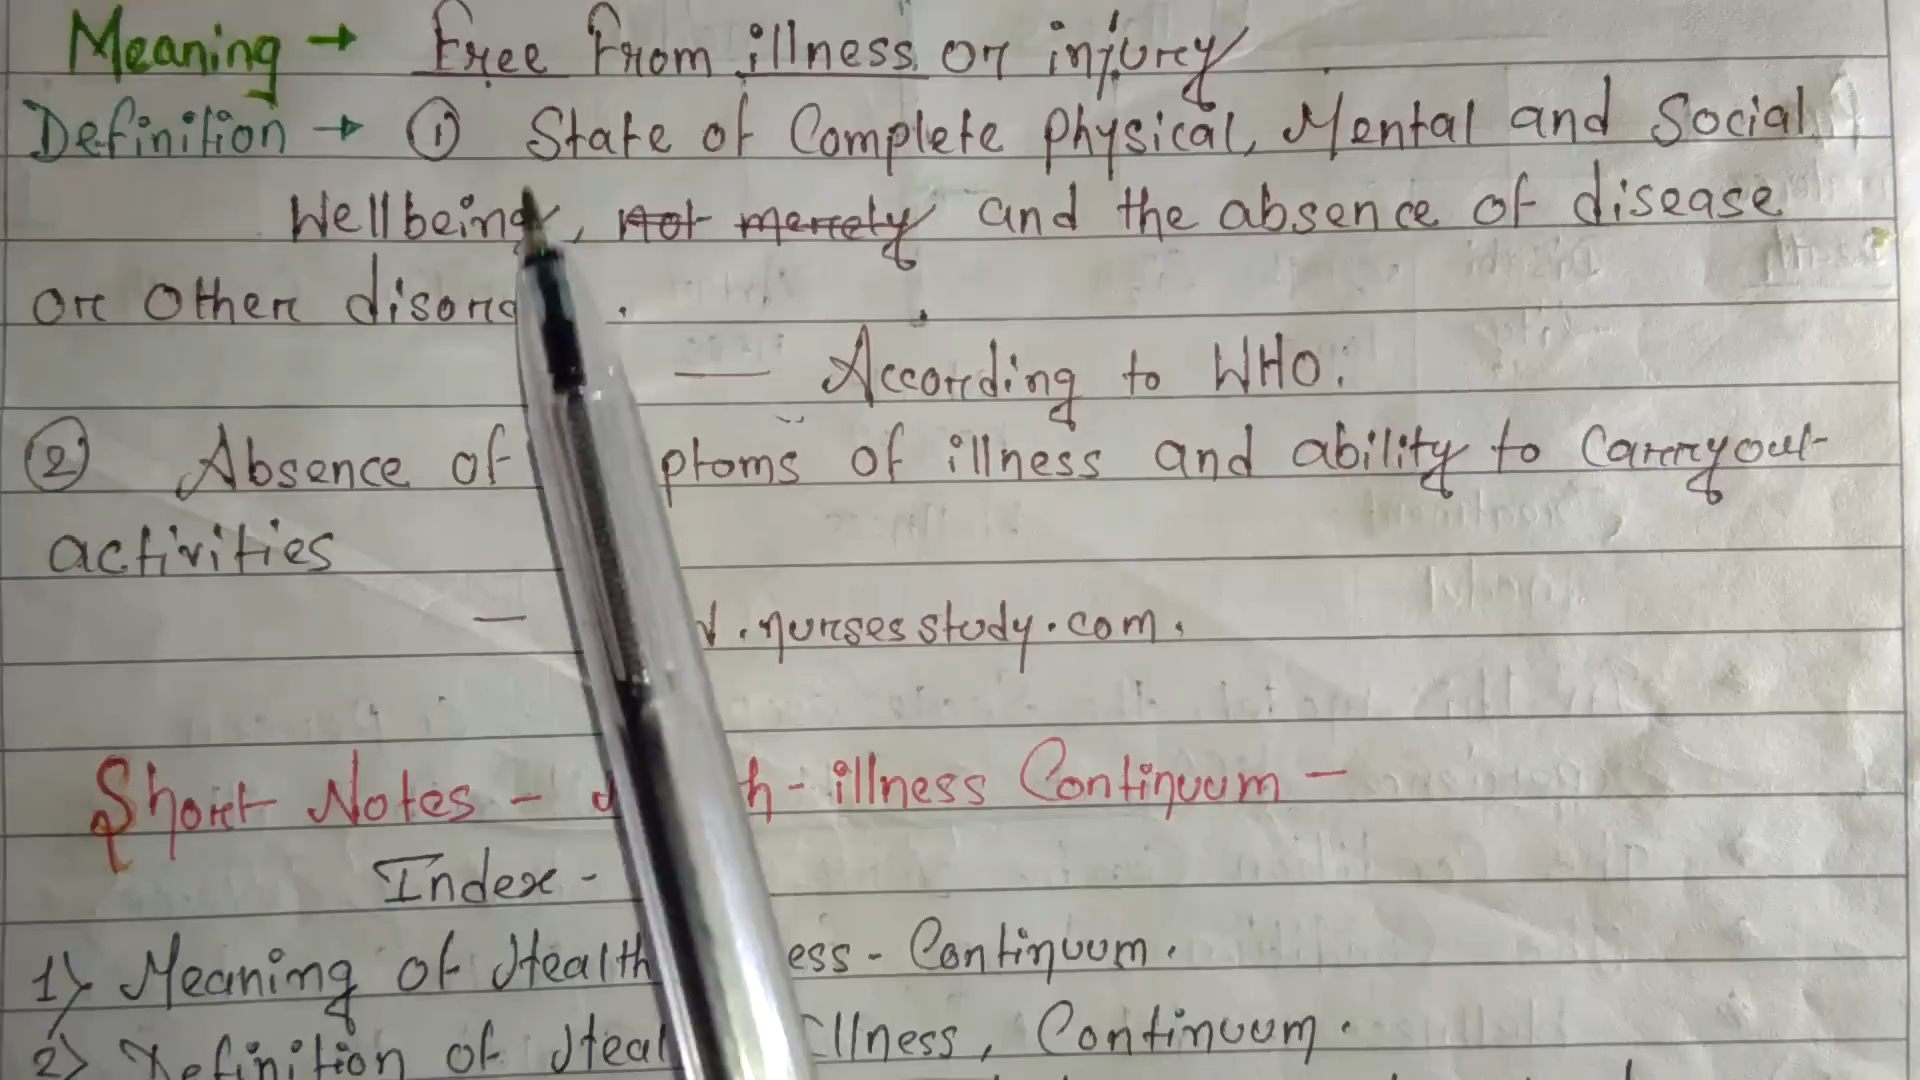 Meaning → Free From illness or injury
Definition → ① State of Complete Physical, Mental and Social
Wellbeing, not merely and the absence of disease
or Other disord .
— According to WHO.
② Absence of ptoms of illness and ability to Carryout
activities
— .nursesstudy.com.
Short Notes - h-illness Continuum —
Index -
1) Meaning of Health ess - Continuum.
2) Definition of Heal Illness, Continuum.